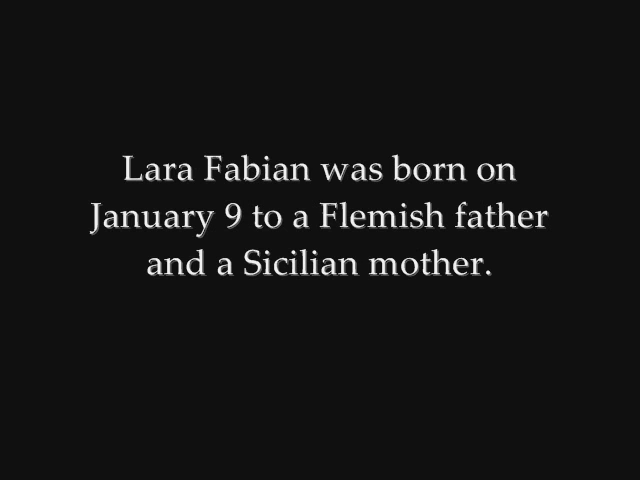 Lara Fabian was born on
January 9 to a Flemish father
and a Sicilian mother.